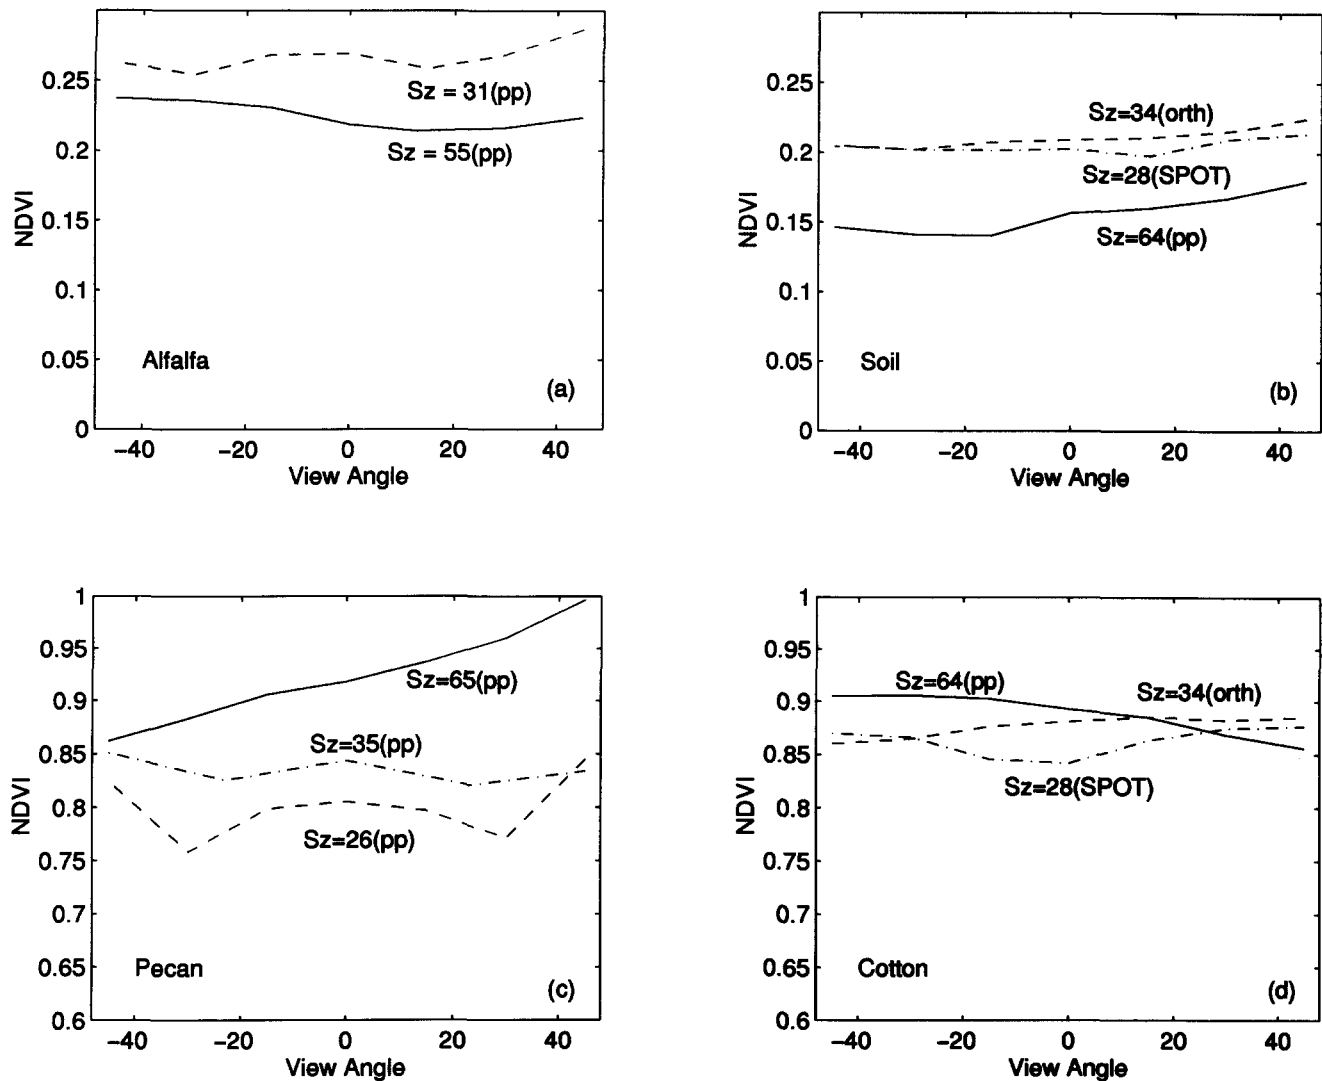 0.25
0.2
0.15
0.1
0.05
0
NDVI
Sz = 31(pp)
Sz = 55(pp)
Alfalfa
(a)
−40 −20 0 20 40
View Angle
0.25
0.2
0.15
0.1
0.05
0
NDVI
Sz=34(orth)
Sz=28(SPOT)
Sz=64(pp)
Soil
(b)
−40 −20 0 20 40
View Angle
1
0.95
0.9
0.85
0.8
0.75
0.7
0.65
0.6
NDVI
Sz=65(pp)
Sz=35(pp)
Sz=26(pp)
Pecan
(c)
−40 −20 0 20 40
View Angle
1
0.95
0.9
0.85
0.8
0.75
0.7
0.65
0.6
NDVI
Sz=64(pp)
Sz=34(orth)
Sz=28(SPOT)
Cotton
(d)
−40 −20 0 20 40
View Angle